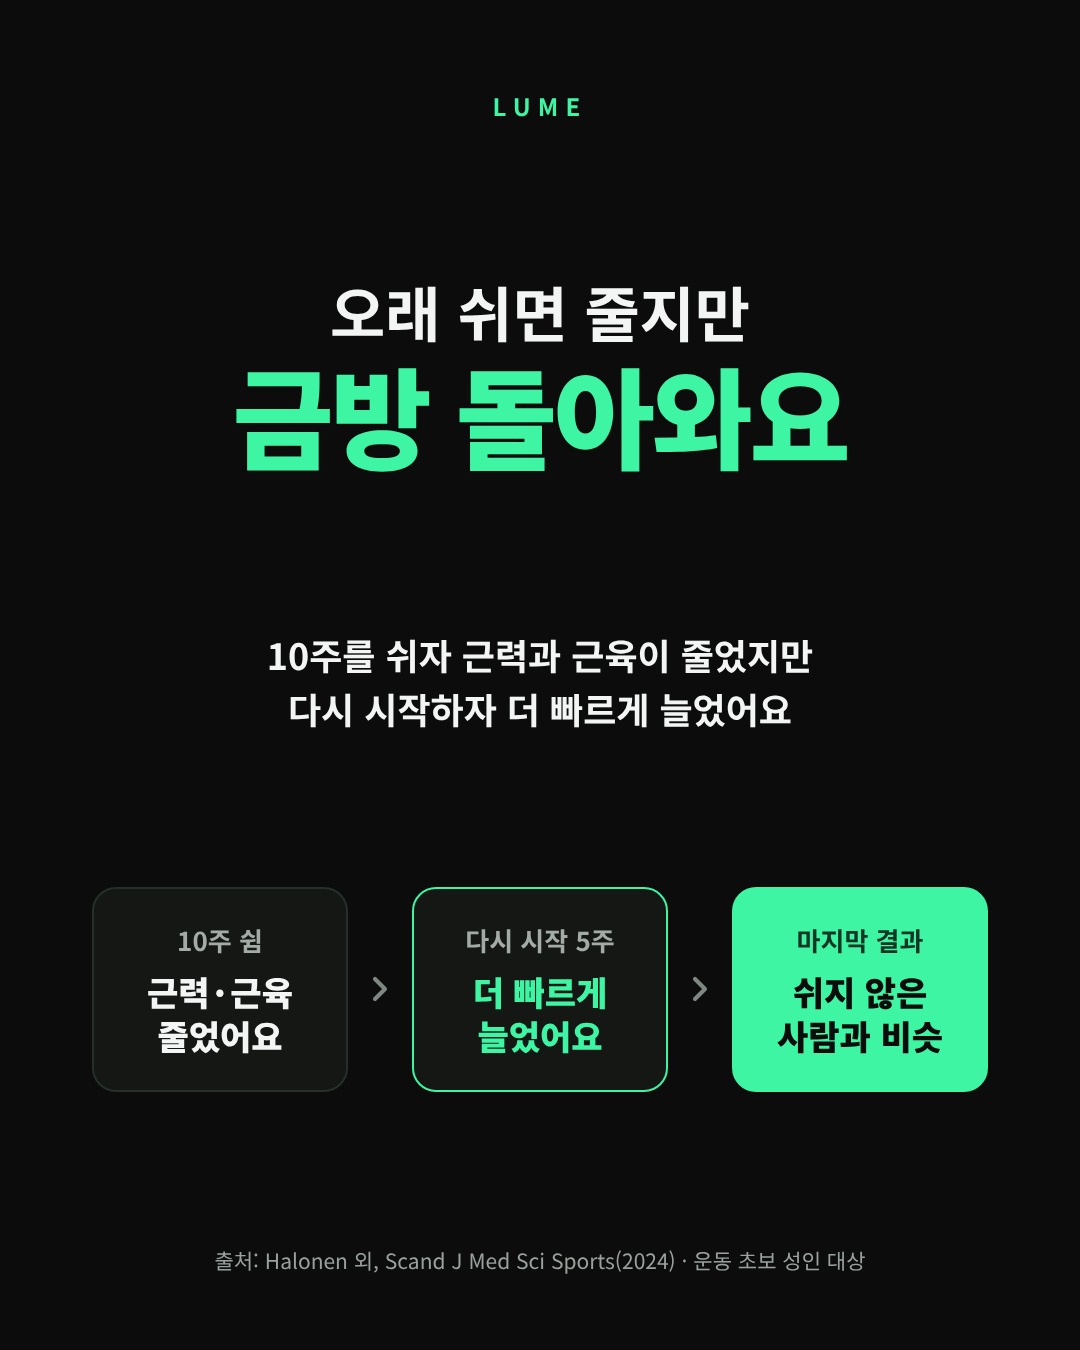 LUME
오래 쉬면 줄지만
금방 돌아와요
10주를 쉬자 근력과 근육이 줄었지만
다시 시작하자 더 빠르게 늘었어요
10주 쉼
근력·근육
줄었어요
다시 시작 5주
더 빠르게
늘었어요
마지막 결과
쉬지 않은
사람과 비슷
출처: Halonen 외, Scand J Med Sci Sports(2024) · 운동 초보 성인 대상